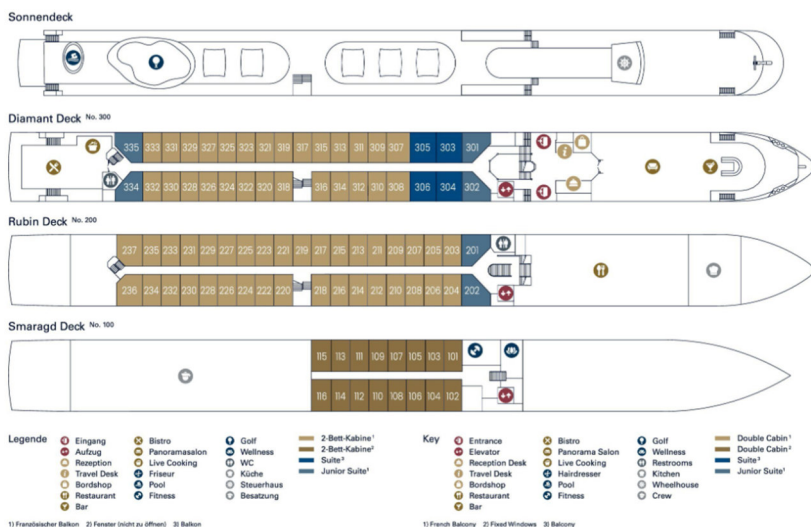 Sonnendeck
Diamant Deck No. 300
335 333 331 329 327 325 323 321 319 317 315 313 311 309 307 305 303 301
334 332 330 328 326 324 322 320 318 316 314 312 310 308 306 304 302
Rubin Deck No. 200
237 235 233 231 229 227 225 223 221 219 217 215 213 211 209 207 205 203 201
236 234 232 230 228 226 224 222 220 218 216 214 212 210 208 206 204 202
Smaragd Deck No. 100
115 113 111 109 107 105 103 101
116 114 112 110 108 106 104 102
Legende
Eingang
Aufzug
Rezeption
Travel Desk
Bordshop
Restaurant
Bar
Bistro
Panoramasalon
Live Cooking
Friseur
Pool
Fitness
Golf
Wellness
WC
Küche
Steuerhaus
Besatzung
2-Bett-Kabine¹
2-Bett-Kabine²
Suite³
Junior Suite¹
Key
Entrance
Elevator
Reception Desk
Travel Desk
Bordshop
Restaurant
Bar
Bistro
Panorama Salon
Live Cooking
Hairdresser
Pool
Fitness
Golf
Wellness
Restrooms
Kitchen
Wheelhouse
Crew
Double Cabin¹
Double Cabin²
Suite³
Junior Suite¹
1) Französischer Balkon 2) Fenster (nicht zu öffnen) 3) Balkon
1) French Balcony 2) Fixed Windows 3) Balcony